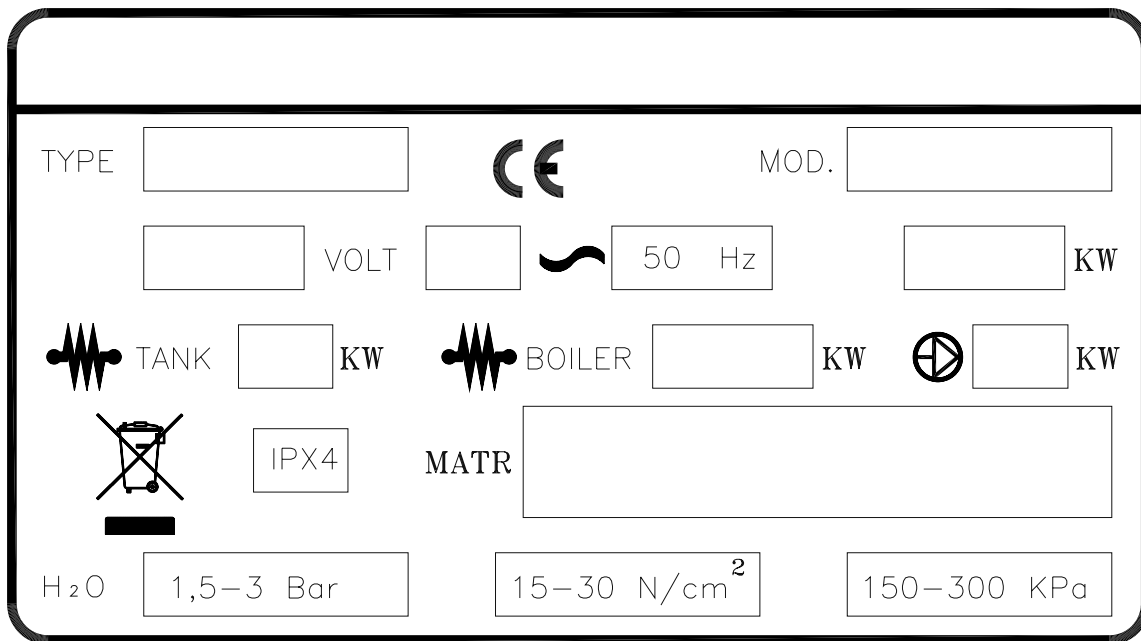 TYPE CE MOD.
VOLT 50 Hz KW
TANK KW BOILER KW KW
IPX4 MATR
H₂O 1,5-3 Bar 15-30 N/cm² 150-300 KPa